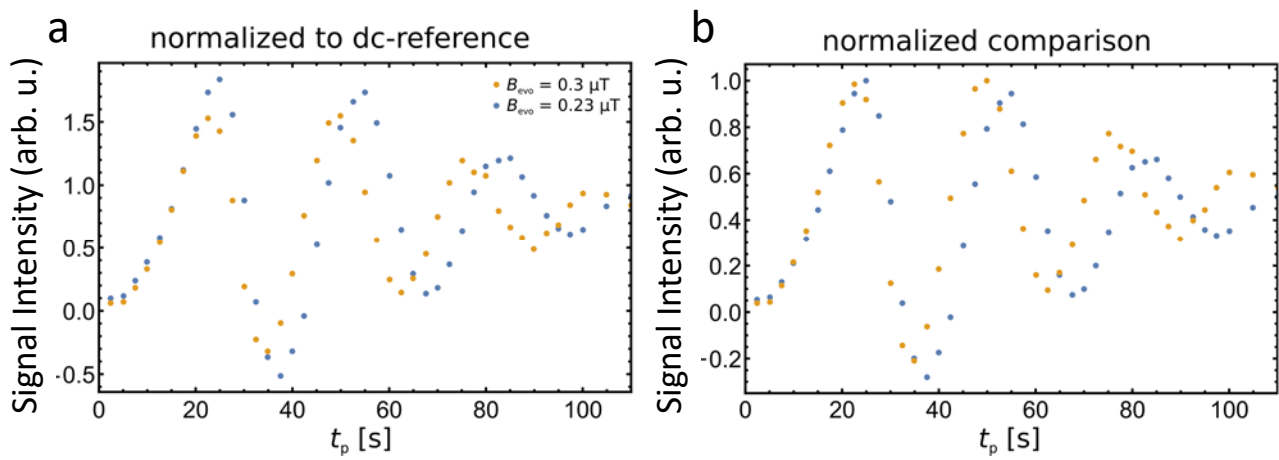 a
normalized to dc-reference
Signal Intensity (arb. u.)
1.5
1.0
0.5
0.0
-0.5
B_evo = 0.3 μT
B_evo = 0.23 μT
0 20 40 60 80 100
t_p [s]
b
normalized comparison
Signal Intensity (arb. u.)
1.0
0.8
0.6
0.4
0.2
0.0
-0.2
0 20 40 60 80 100
t_p [s]